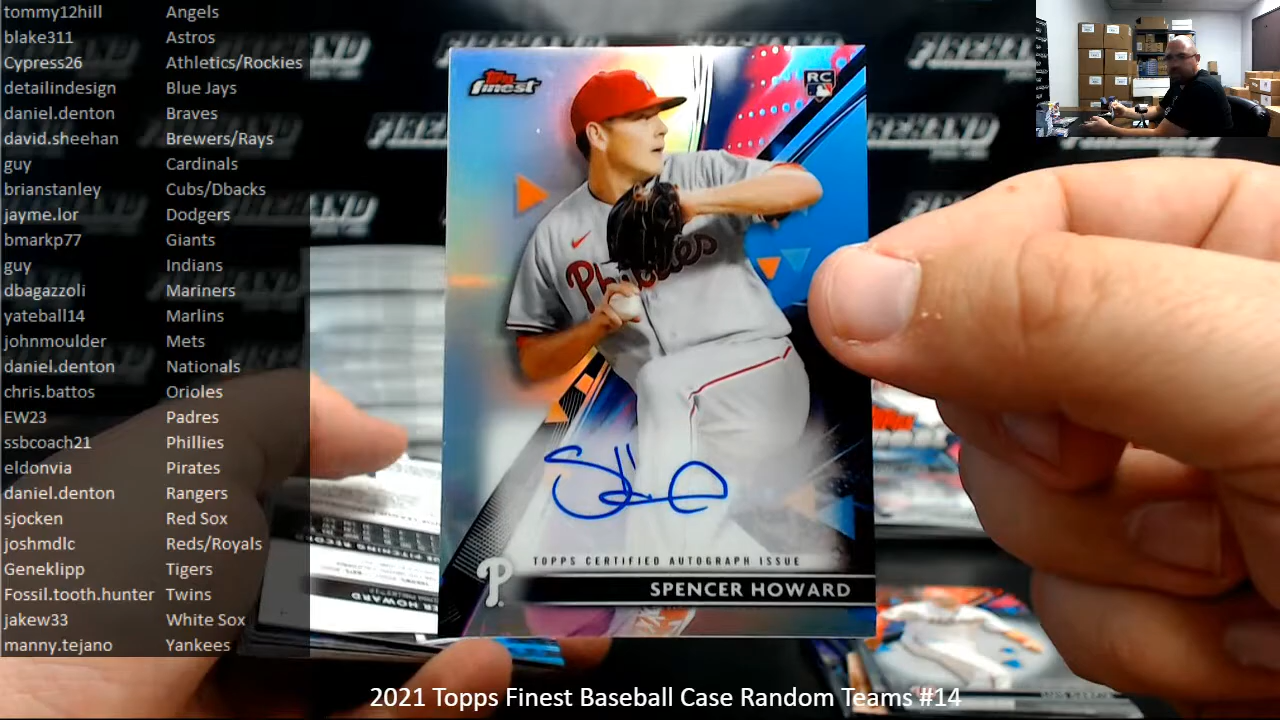 tommy12hill Angels
blake311 Astros
Cypress26 Athletics/Rockies
detailindesign Blue Jays
daniel.denton Braves
david.sheehan Brewers/Rays
guy Cardinals
brianstanley Cubs/Dbacks
jayme.lor Dodgers
bmarkp77 Giants
guy Indians
dbagazzoli Mariners
yateball14 Marlins
johnmoulder Mets
daniel.denton Nationals
chris.battos Orioles
EW23 Padres
ssbcoach21 Phillies
eldonvia Pirates
daniel.denton Rangers
sjocken Red Sox
joshmdlc Reds/Royals
Geneklipp Tigers
Fossil.tooth.hunter Twins
jakew33 White Sox
manny.tejano Yankees
Topps
finest
RC
Phillies
TOPPS CERTIFIED AUTOGRAPH ISSUE
P
SPENCER HOWARD
FIREHAND
2021 Topps Finest Baseball Case Random Teams #14